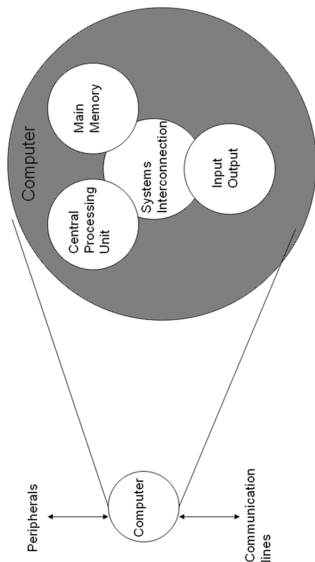 Peripherals
Computer
Communication
lines
Computer
Central
Processing
Unit
Main
Memory
Systems
Interconnection
Input
Output